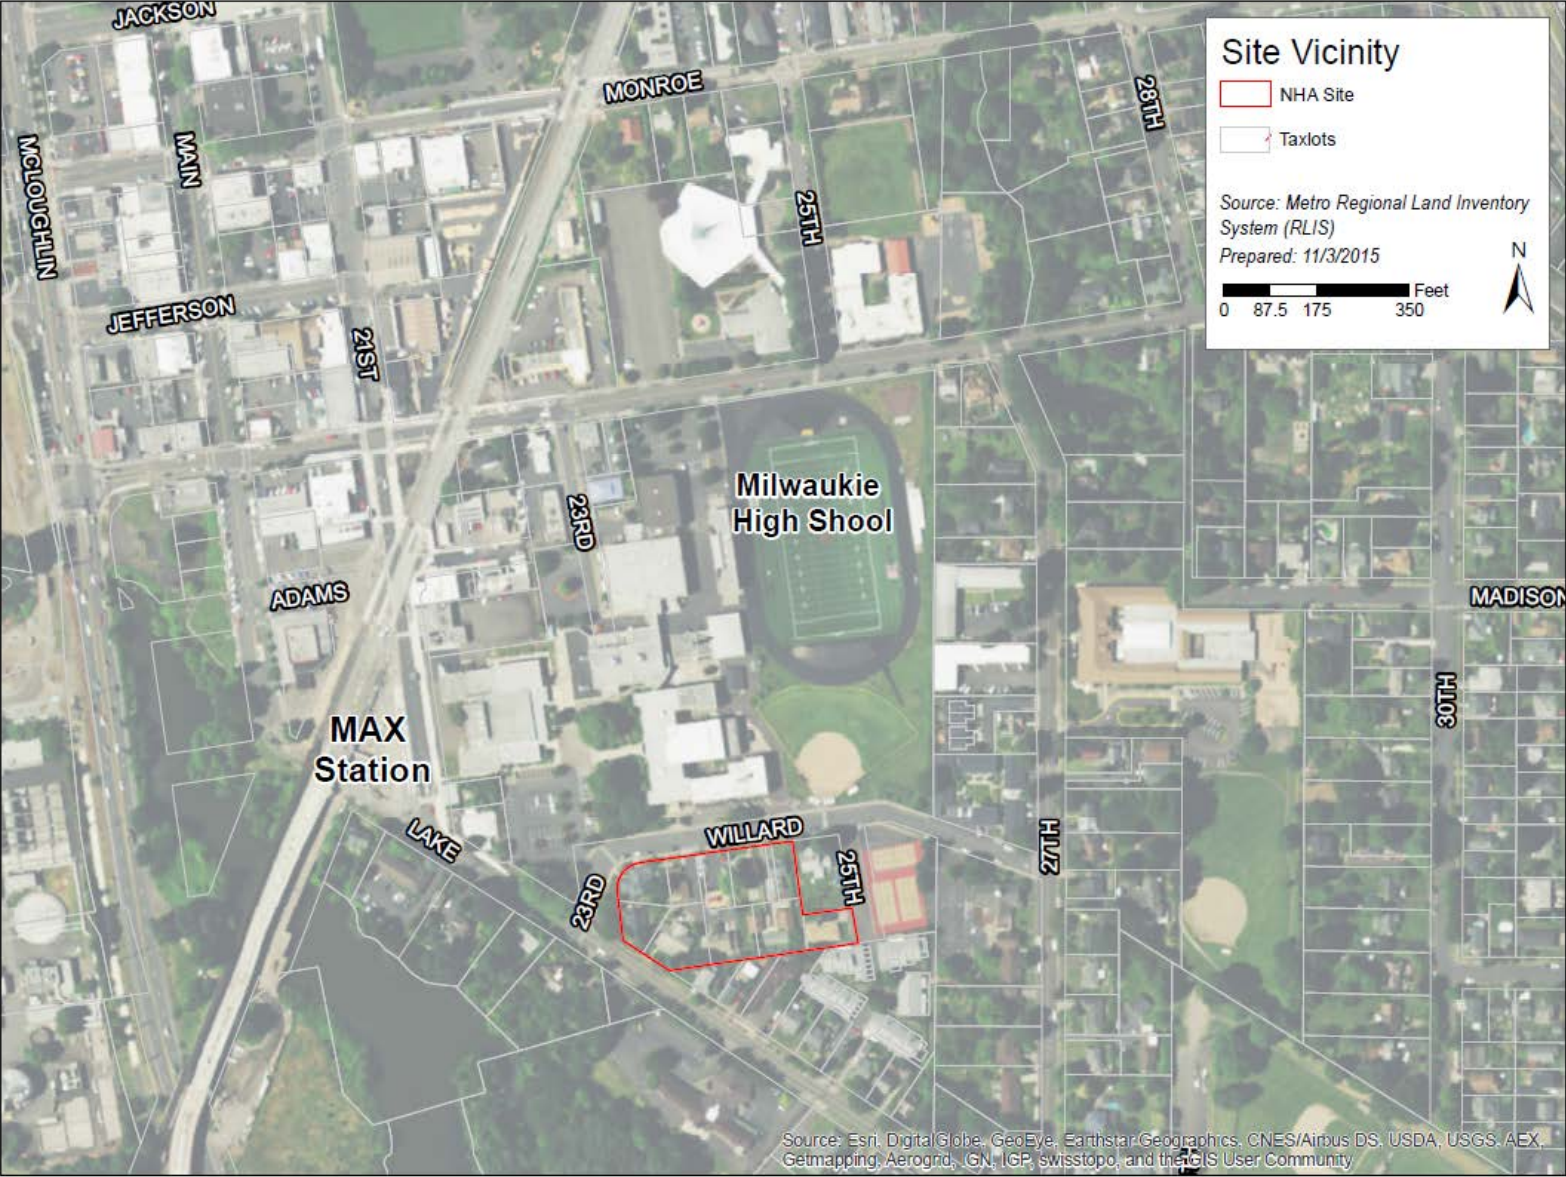 JACKSON
MONROE
MCLOUGHLIN
MAIN
28TH
25TH
JEFFERSON
21ST
Site Vicinity
NHA Site
Taxlots
Source: Metro Regional Land Inventory
System (RLIS)
Prepared: 11/3/2015
N
Feet
0 87.5 175 350
Milwaukie
High Shool
23RD
ADAMS
MADISON
30TH
MAX
Station
LAKE
WILLARD
27TH
25TH
23RD
Source: Esri, DigitalGlobe, GeoEye, Earthstar Geographics, CNES/Airbus DS, USDA, USGS, AEX,
Getmapping, Aerogrid, IGN, IGP, swisstopo, and the GIS User Community